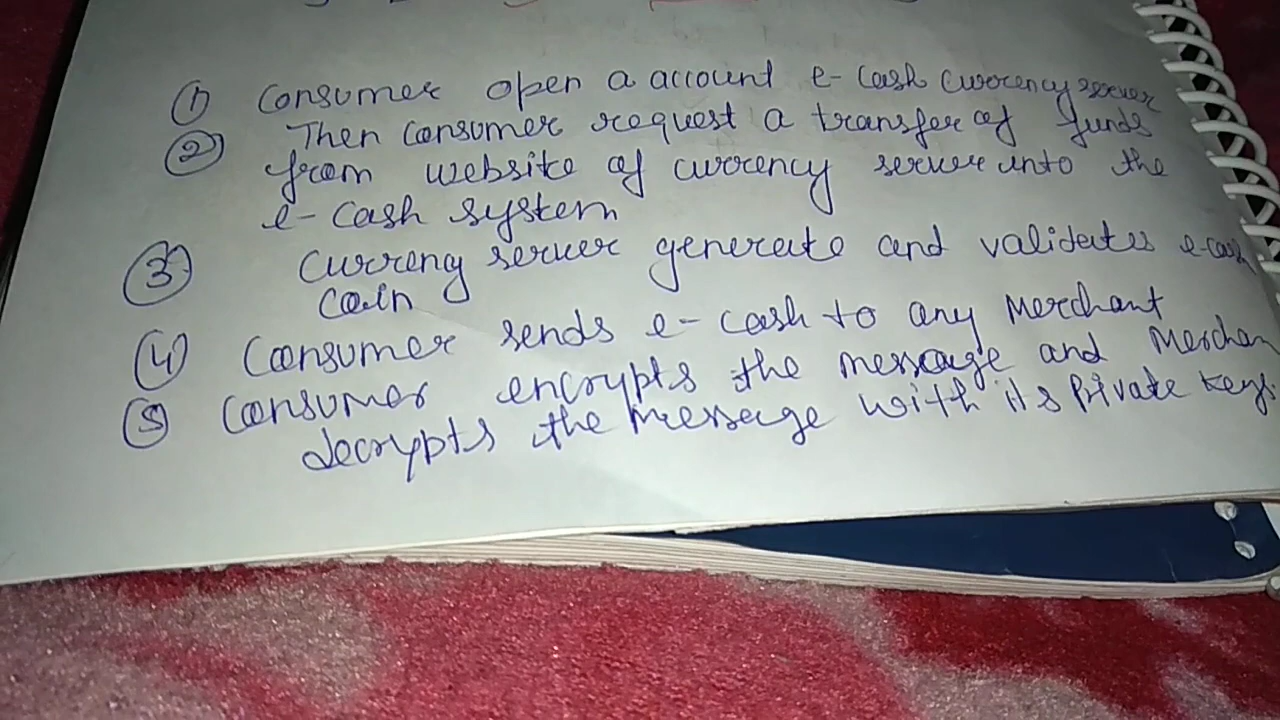 ① Consumer open a account e-cash currency server
② Then consumer request a transfer of funds
from website of currency server into the
e-cash system
③ Curreny server generate and validates e-cash
coin
④ Consumer sends e-cash to any Merchant
⑤ Consumer encrypts the message and Merchan
decrypts the message with its Private keys.